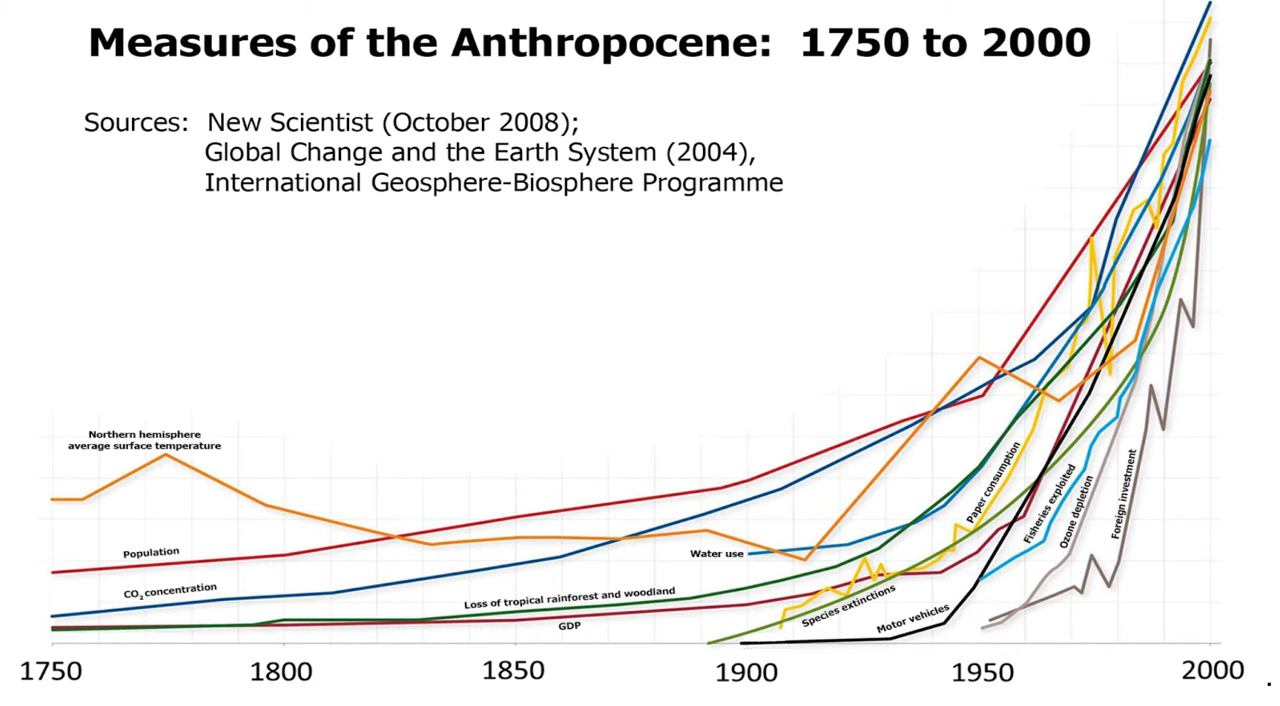 Measures of the Anthropocene: 1750 to 2000
Sources: New Scientist (October 2008);
Global Change and the Earth System (2004),
International Geosphere-Biosphere Programme
Northern hemisphere
average surface temperature
Population
CO2 concentration
Loss of tropical rainforest and woodland
GDP
Water use
Species extinctions
Motor vehicles
Paper consumption
Fisheries exploited
Ozone depletion
Foreign investment
1750 1800 1850 1900 1950 2000 .